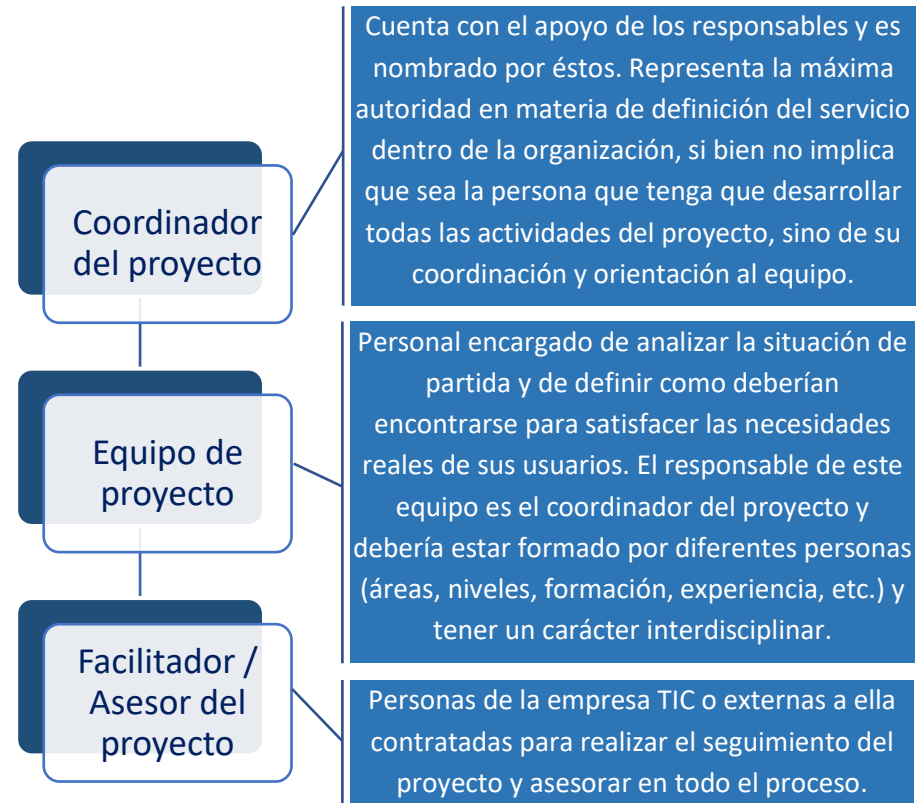 Coordinador
del proyecto
Cuenta con el apoyo de los responsables y es
nombrado por éstos. Representa la máxima
autoridad en materia de definición del servicio
dentro de la organización, si bien no implica
que sea la persona que tenga que desarrollar
todas las actividades del proyecto, sino de su
coordinación y orientación al equipo.
Equipo de
proyecto
Personal encargado de analizar la situación de
partida y de definir como deberían
encontrarse para satisfacer las necesidades
reales de sus usuarios. El responsable de este
equipo es el coordinador del proyecto y
debería estar formado por diferentes personas
(áreas, niveles, formación, experiencia, etc.) y
tener un carácter interdisciplinar.
Facilitador /
Asesor del
proyecto
Personas de la empresa TIC o externas a ella
contratadas para realizar el seguimiento del
proyecto y asesorar en todo el proceso.